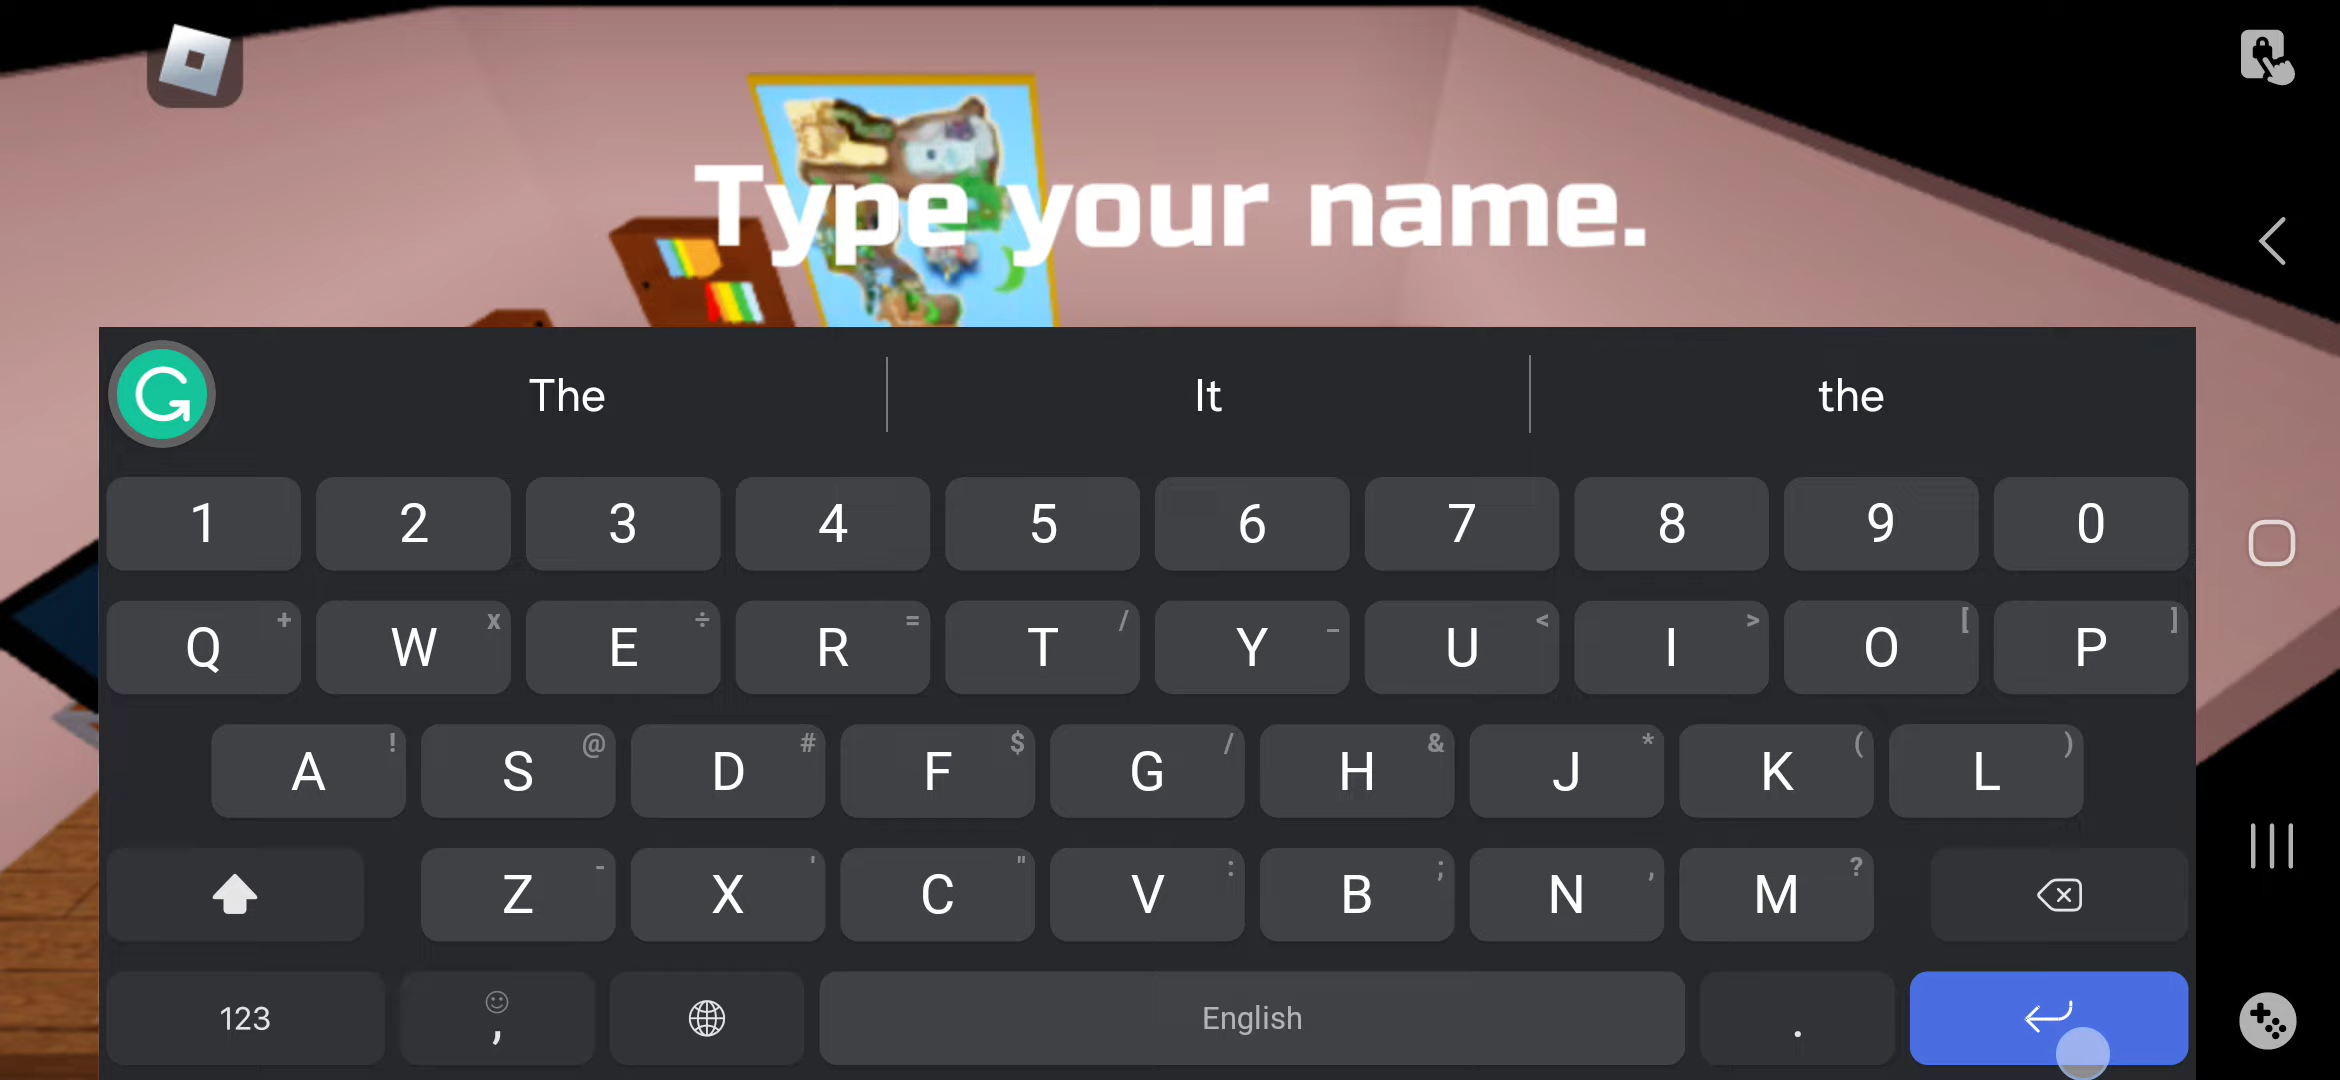 Type your name.
The It the
1 2 3 4 5 6 7 8 9 0
Q + W x E ÷ R = T / Y _ U < I > O [ P ]
A ! S @ D # F $ G / H & J * K ( L )
Z - X ' C " V : B ; N , M ?
123 , English .